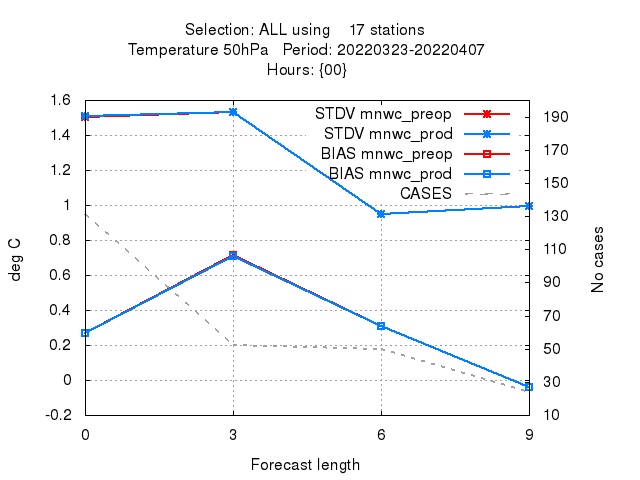 Selection: ALL using    17 stations
Temperature 50hPa   Period: 20220323-20220407
Hours: {00}
STDV mnwc_preop
STDV mnwc_prod
BIAS mnwc_preop
BIAS mnwc_prod
CASES
deg C
1.6
1.4
1.2
1
0.8
0.6
0.4
0.2
0
-0.2
No cases
190
170
150
130
110
90
70
50
30
10
0 3 6 9
Forecast length